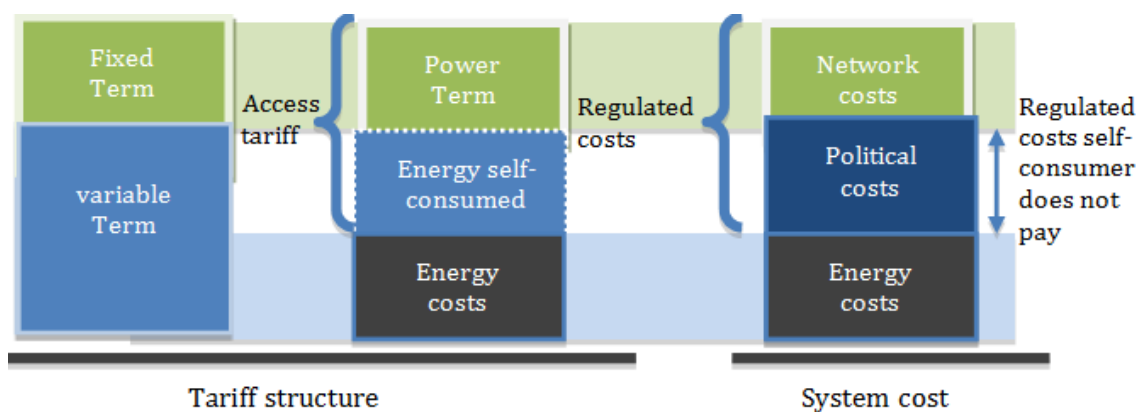 Fixed
Term
variable
Term
Access
tariff
Power
Term
Energy self-
consumed
Energy
costs
Regulated
costs
Network
costs
Political
costs
Energy
costs
Regulated
costs self-
consumer
does not
pay
Tariff structure
System cost